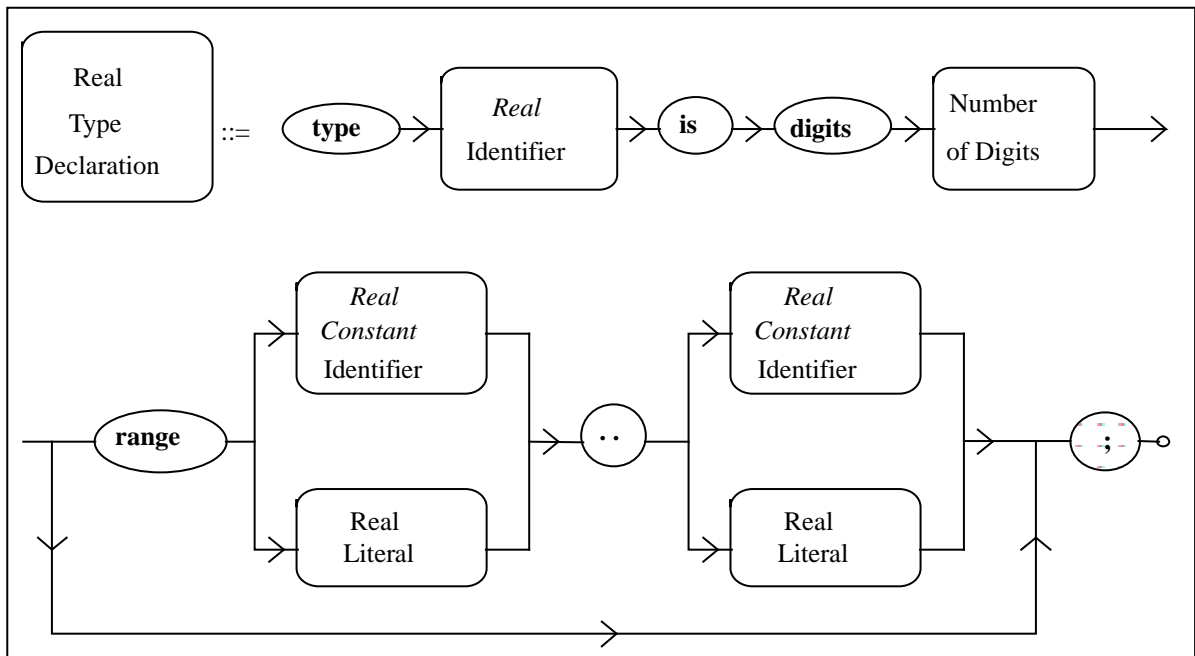 Real
Type
Declaration
::=
type
Real
Identifier
is
digits
Number
of Digits
range
Real
Constant
Identifier
Real
Literal
..
Real
Constant
Identifier
Real
Literal
;